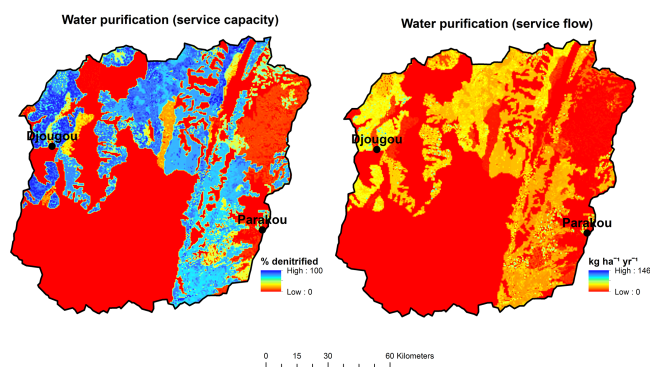 Water purification (service capacity)
Water purification (service flow)
Djougou
Djougou
Parakou
Parakou
% denitrified
High : 100
Low : 0
kg ha⁻¹ yr⁻¹
High : 146
Low : 0
0 15 30 60 Kilometers